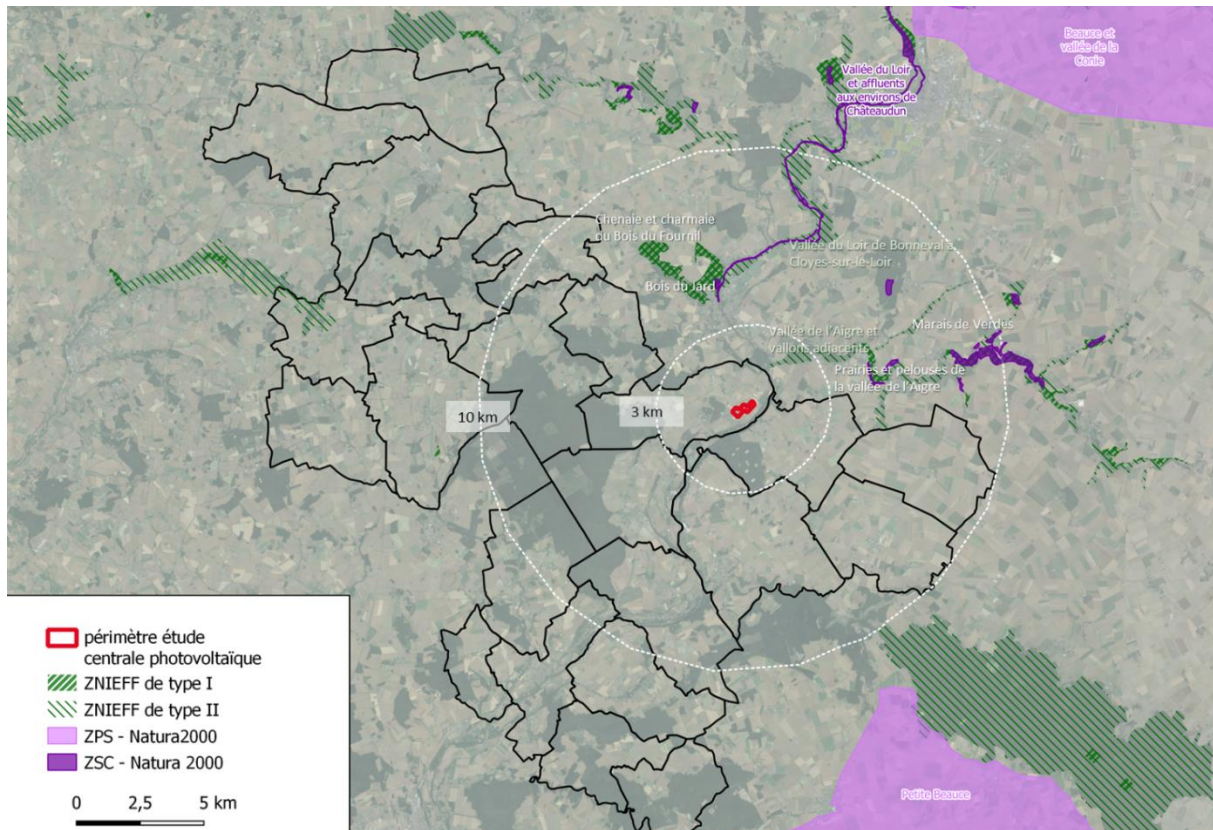 Beauce et
vallée de la
Conie
Vallée du Loir
et affluents
aux environs de
Châteaudun
Chenaie et charmaie
du Bois du Fournil
Vallée du Loir de Bonneval à
Cloyes-sur-le-Loir
Bois du Jard
Vallée de l'Aigre et
vallons adjacents
Marais de Verdes
Prairies et pelouses de
la vallée de l'Aigre
10 km
3 km
périmètre étude
centrale photovoltaïque
ZNIEFF de type I
ZNIEFF de type II
ZPS - Natura2000
ZSC - Natura 2000
0 2,5 5 km
Petite Beauce